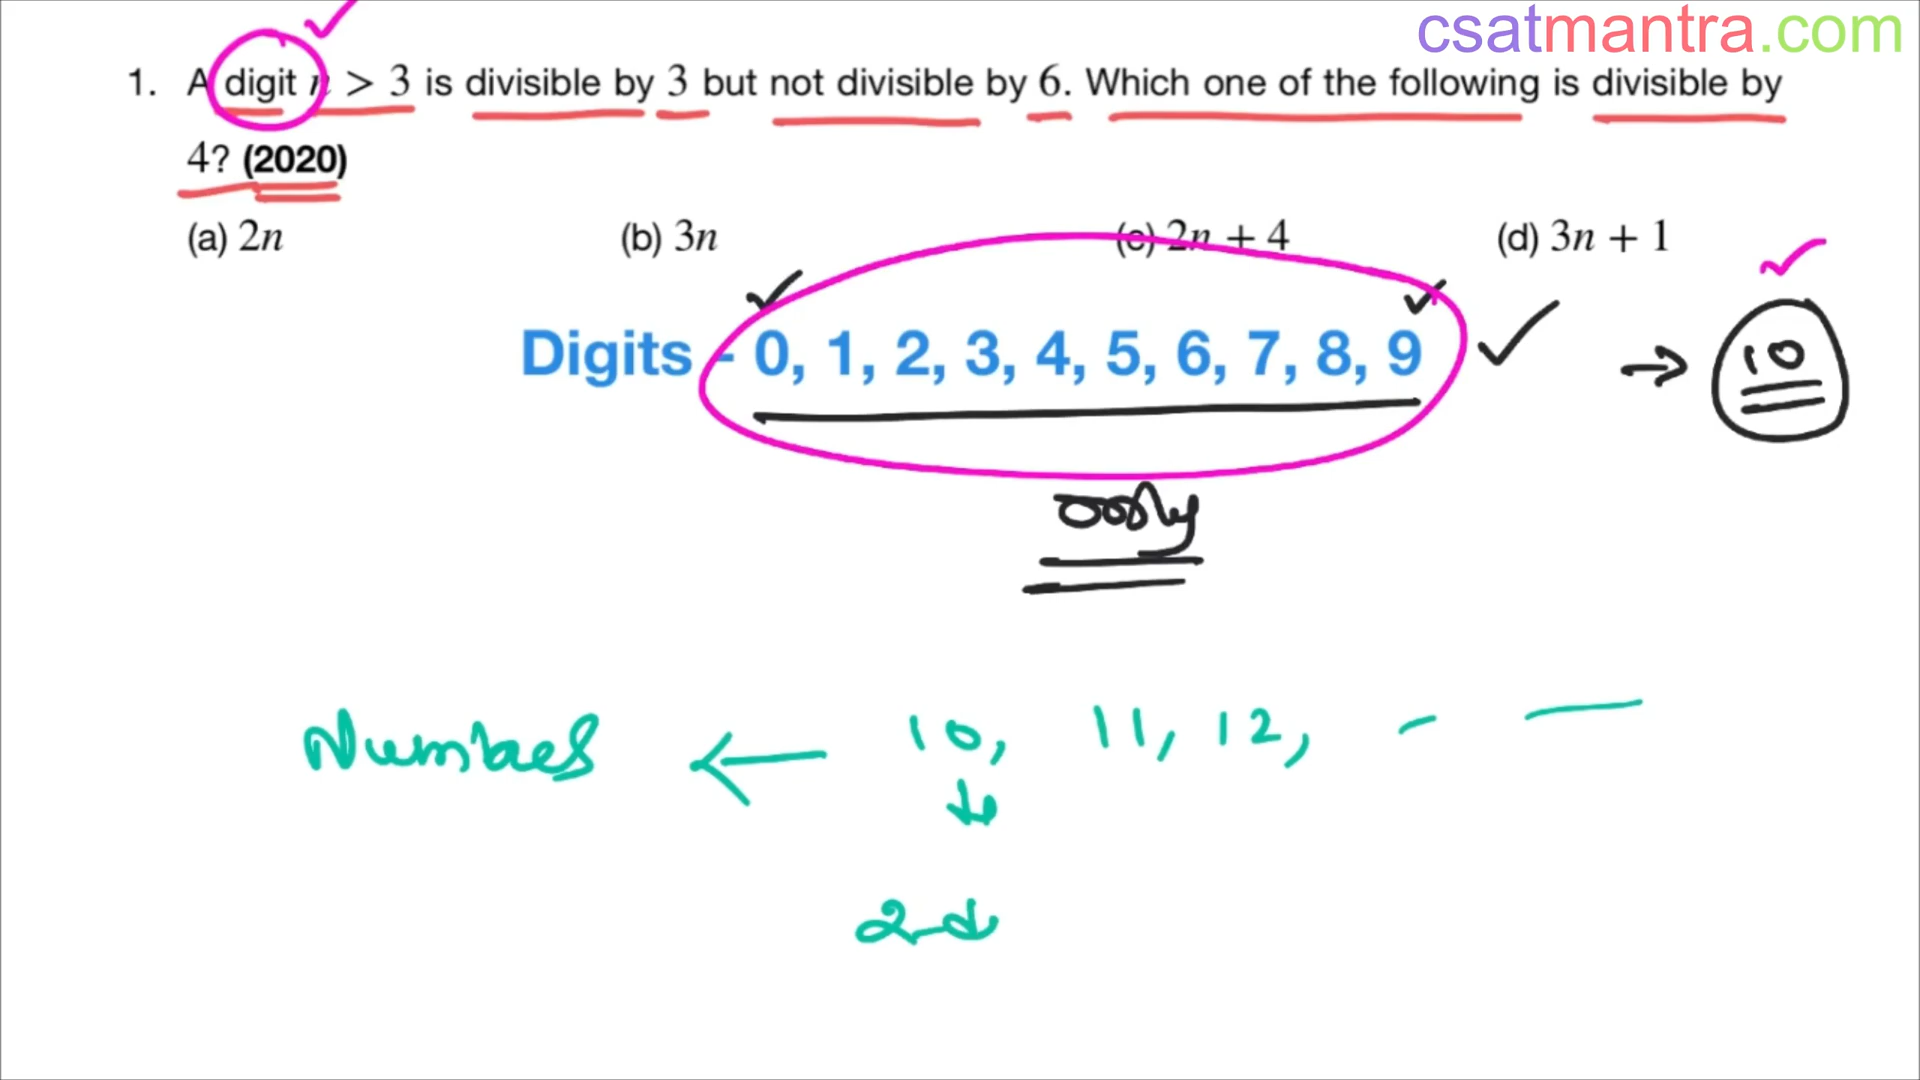 csatmantra.com
1. A digit n > 3 is divisible by 3 but not divisible by 6. Which one of the following is divisible by
4? (2020)
(a) 2n (b) 3n (c) 2n + 4 (d) 3n + 1
Digits - 0, 1, 2, 3, 4, 5, 6, 7, 8, 9 → 10
only
Numbers ← 10, 11, 12, - —
2-d